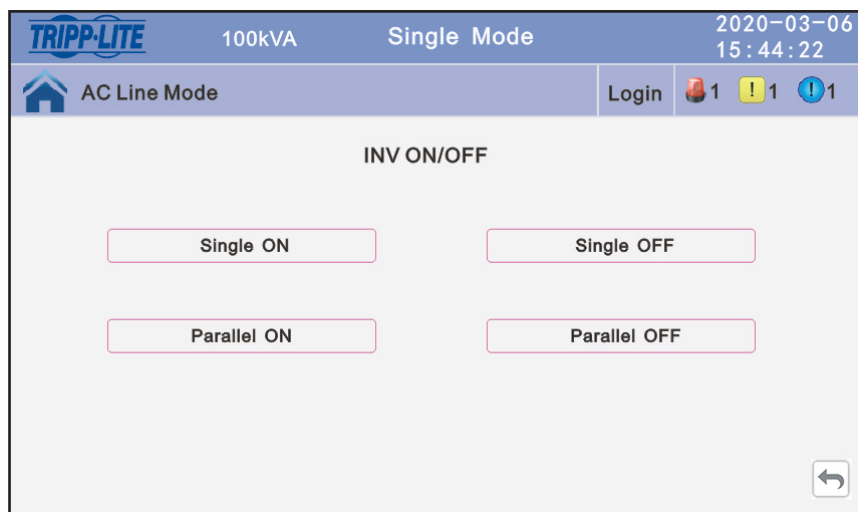 TRIPP·LITE 100kVA Single Mode 2020-03-06
15:44:22
AC Line Mode Login 1 ! 1 ! 1
INV ON/OFF
Single ON Single OFF
Parallel ON Parallel OFF